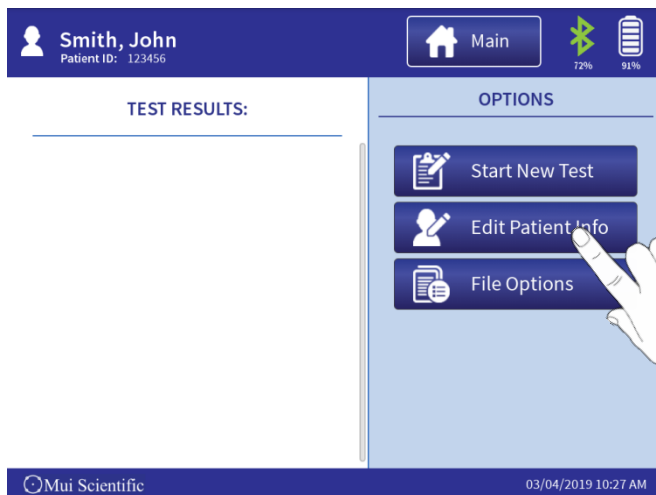 Smith, John
Patient ID: 123456
Main
72%
91%
TEST RESULTS:
OPTIONS
Start New Test
Edit Patient Info
File Options
Mui Scientific
03/04/2019 10:27 AM